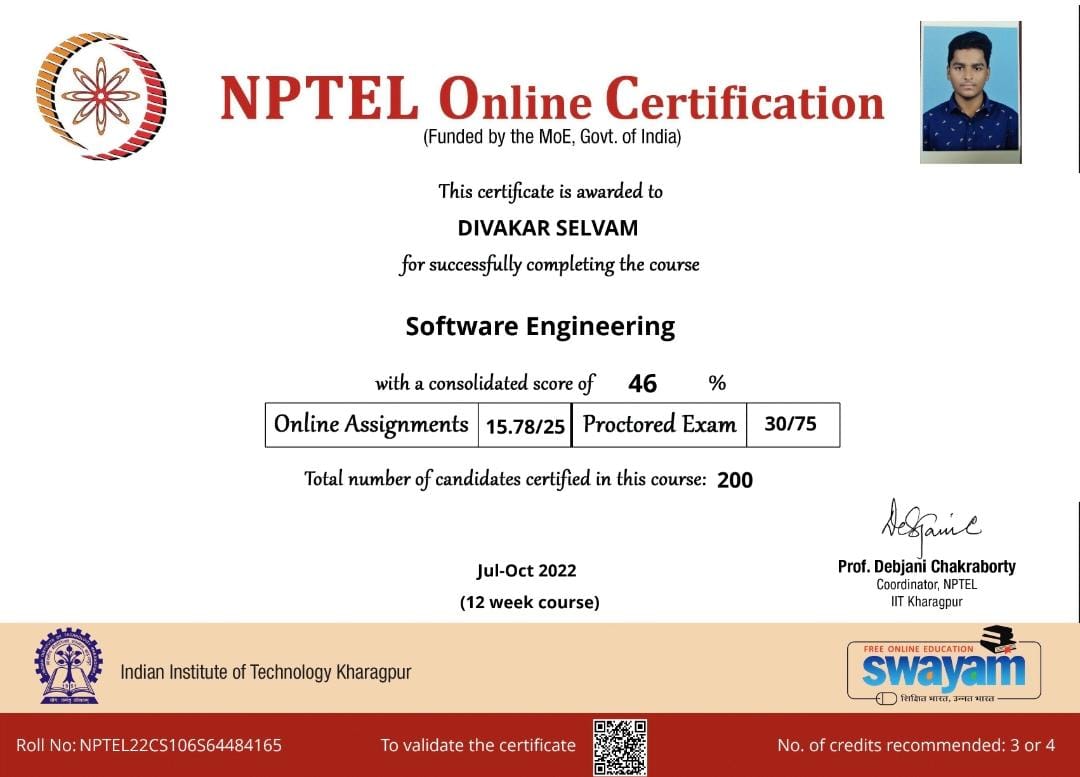 NPTEL Online Certification
(Funded by the MoE, Govt. of India)
This certificate is awarded to
DIVAKAR SELVAM
for successfully completing the course
Software Engineering
with a consolidated score of 46 %
Online Assignments 15.78/25 Proctored Exam 30/75
Total number of candidates certified in this course: 200
Jul-Oct 2022
(12 week course)
Prof. Debjani Chakraborty
Coordinator, NPTEL
IIT Kharagpur
Indian Institute of Technology Kharagpur
FREE ONLINE EDUCATION
swayam
शिक्षित भारत, उन्नत भारत
Roll No: NPTEL22CS106S64484165
To validate the certificate
No. of credits recommended: 3 or 4